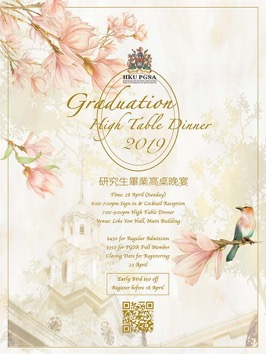 HKU PGSA
Graduation
High Table Dinner
2019
研究生畢業高桌晚宴
Time: 28 April (Sunday)
6:00-7:00pm Sign-in & Cocktail Reception
7:00-9:00pm High Table Dinner
Venue: Loke Yew Hall, Main Building
$450 for Regular Admission
$350 for PGSA Full Member
Closing Date for Registering:
25 April
Early Bird $50 off
Register before 18 April